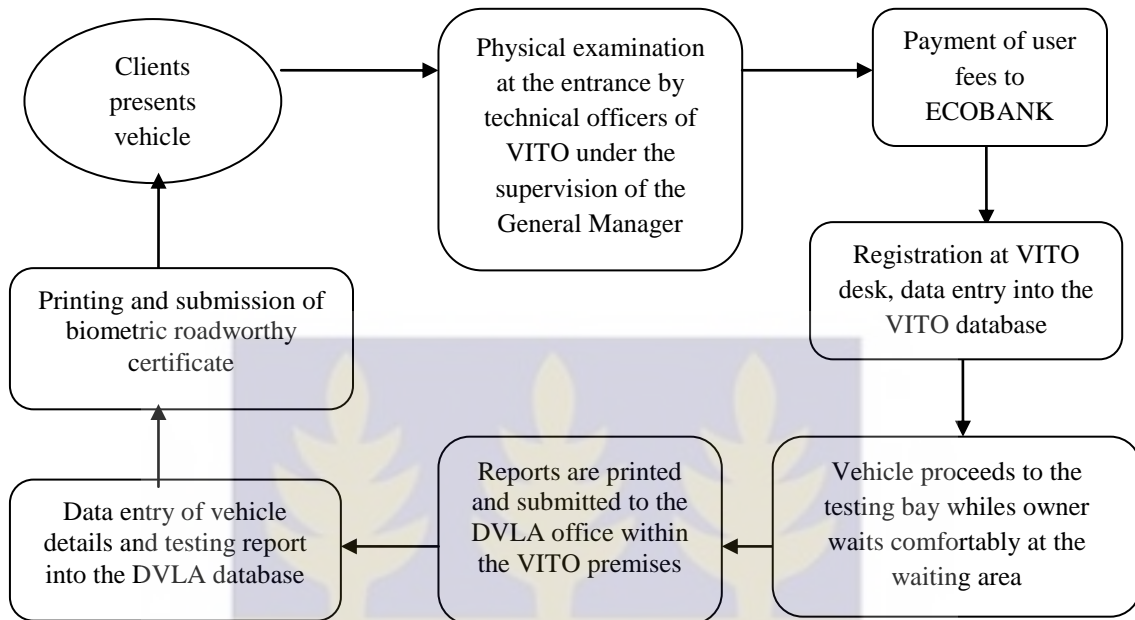 Clients
presents
vehicle
Physical examination
at the entrance by
technical officers of
VITO under the
supervision of the
General Manager
Payment of user
fees to
ECOBANK
Registration at VITO
desk, data entry into the
VITO database
Vehicle proceeds to the
testing bay whiles owner
waits comfortably at the
waiting area
Reports are printed
and submitted to the
DVLA office within
the VITO premises
Data entry of vehicle
details and testing report
into the DVLA database
Printing and submission of
biometric roadworthy
certificate